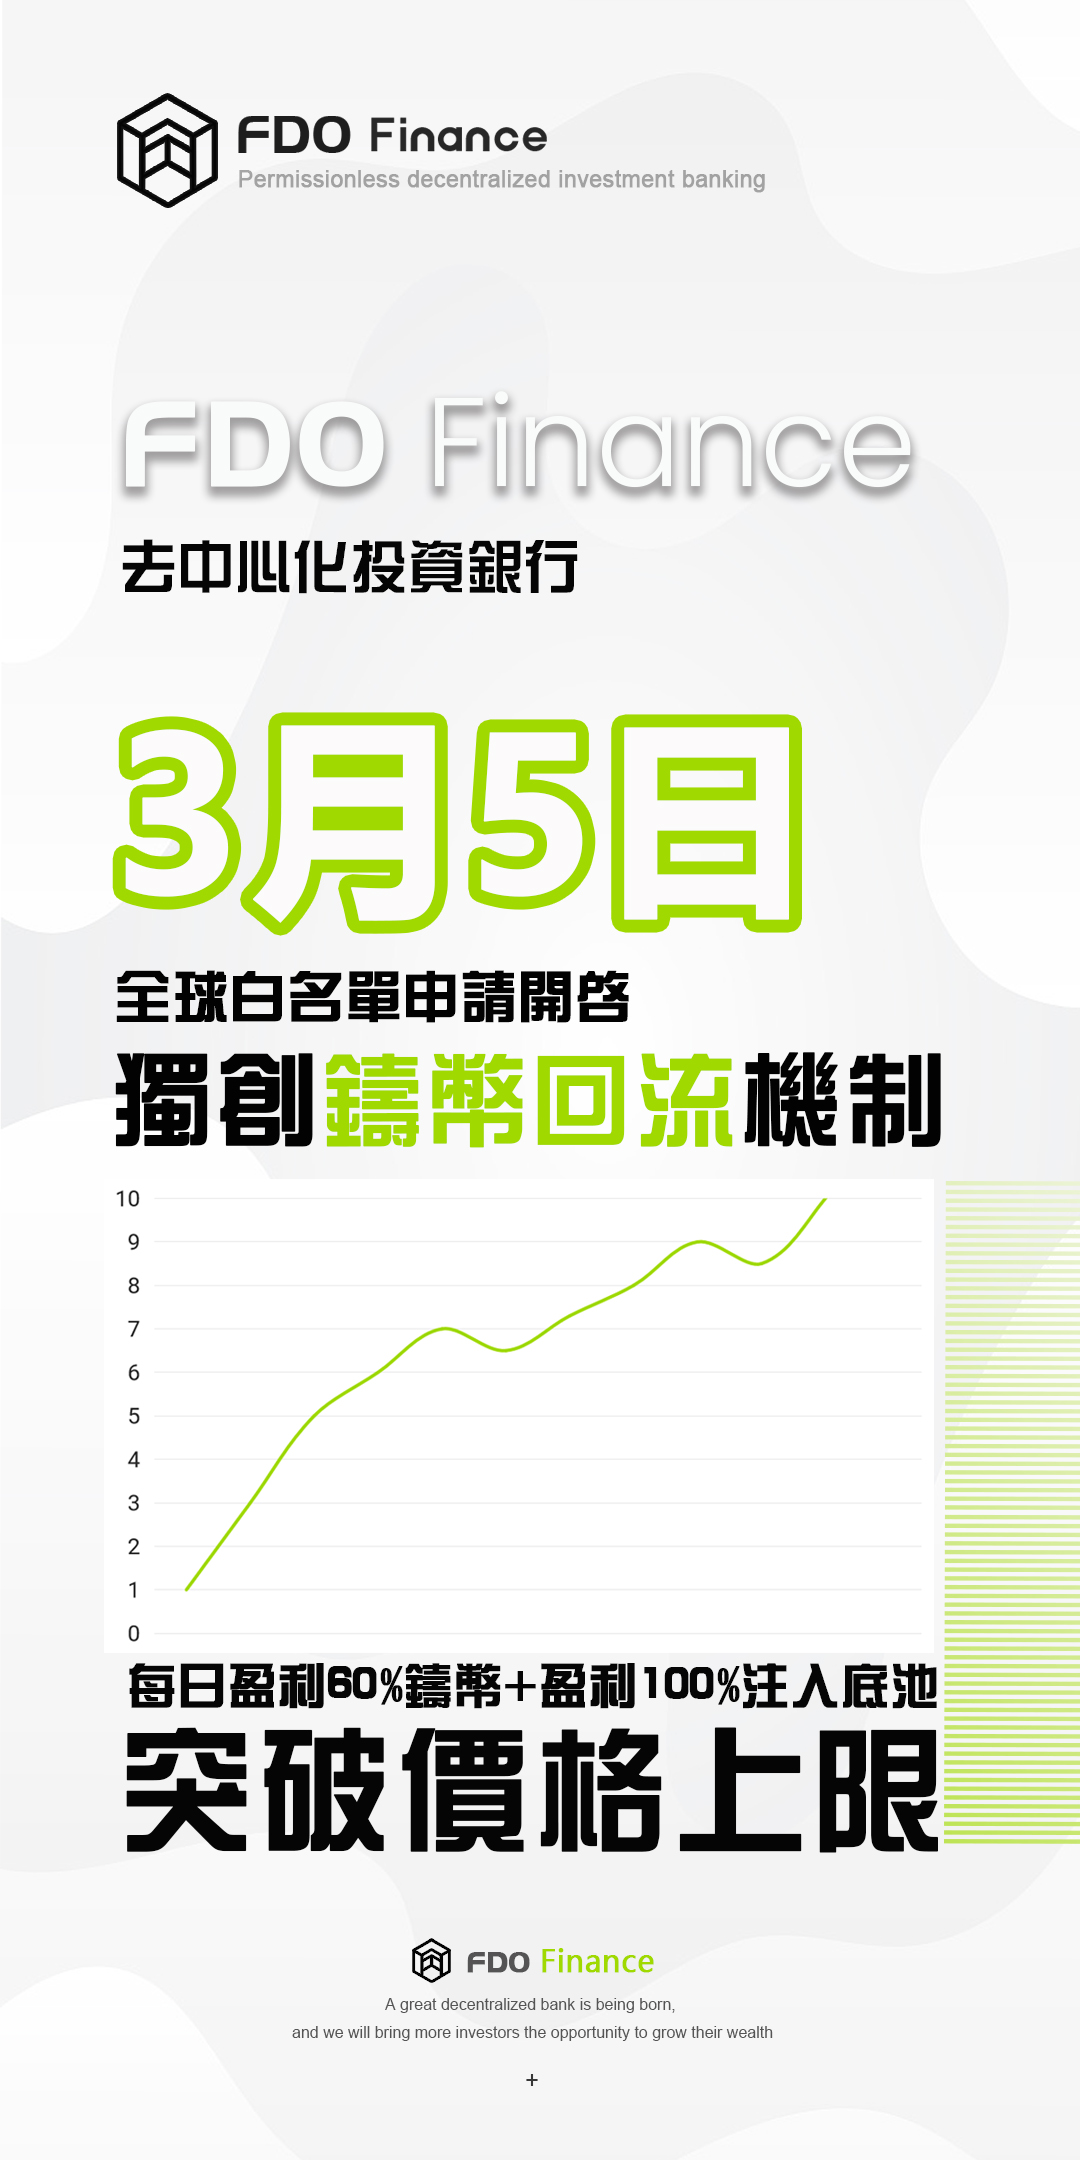 FDO Finance
Permissionless decentralized investment banking
FDO Finance
去中心化投資銀行
3月5日
全球白名單申請開啓
獨創鑄幣回流機制
10
9
8
7
6
5
4
3
2
1
0
每日盈利60%鑄幣+盈利100%注入底池
突破價格上限
FDO Finance
A great decentralized bank is being born,
and we will bring more investors the opportunity to grow their wealth
+